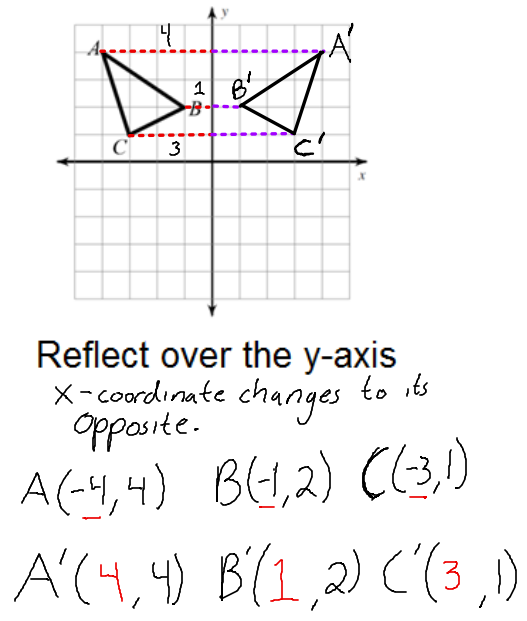 y
4
A A'
1 B'
B
C 3 C'
x
Reflect over the y-axis
x-coordinate changes to its
opposite.
A(-4,4) B(-1,2) C(-3,1)
A'(4,4) B'(1,2) C'(3,1)